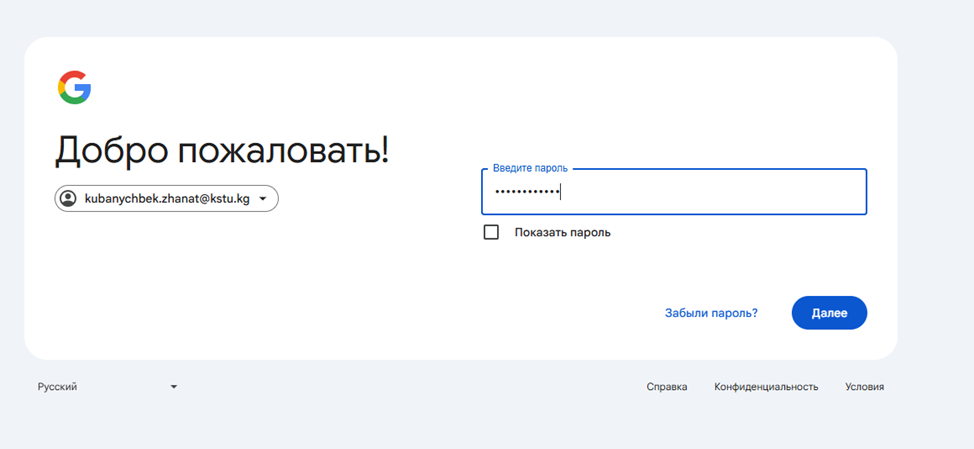 Добро пожаловать!
kubanychbek.zhanat@kstu.kg
Введите пароль
••••••••••••
Показать пароль
Забыли пароль?
Далее
Русский
Справка
Конфиденциальность
Условия